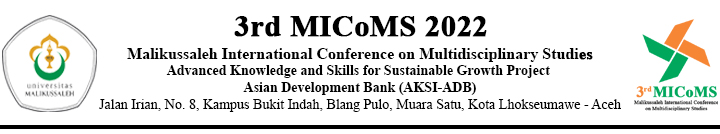 3rd MICoMS 2022
Malikussaleh International Conference on Multidisciplinary Studies
Advanced Knowledge and Skills for Sustainable Growth Project
Asian Development Bank (AKSI-ADB)
Jalan Irian, No. 8, Kampus Bukit Indah, Blang Pulo, Muara Satu, Kota Lhokseumawe - Aceh
universitas
MALIKUSSALEH
3rd MICoMS
Malikussaleh International Conference
on Multidisciplinary Studies